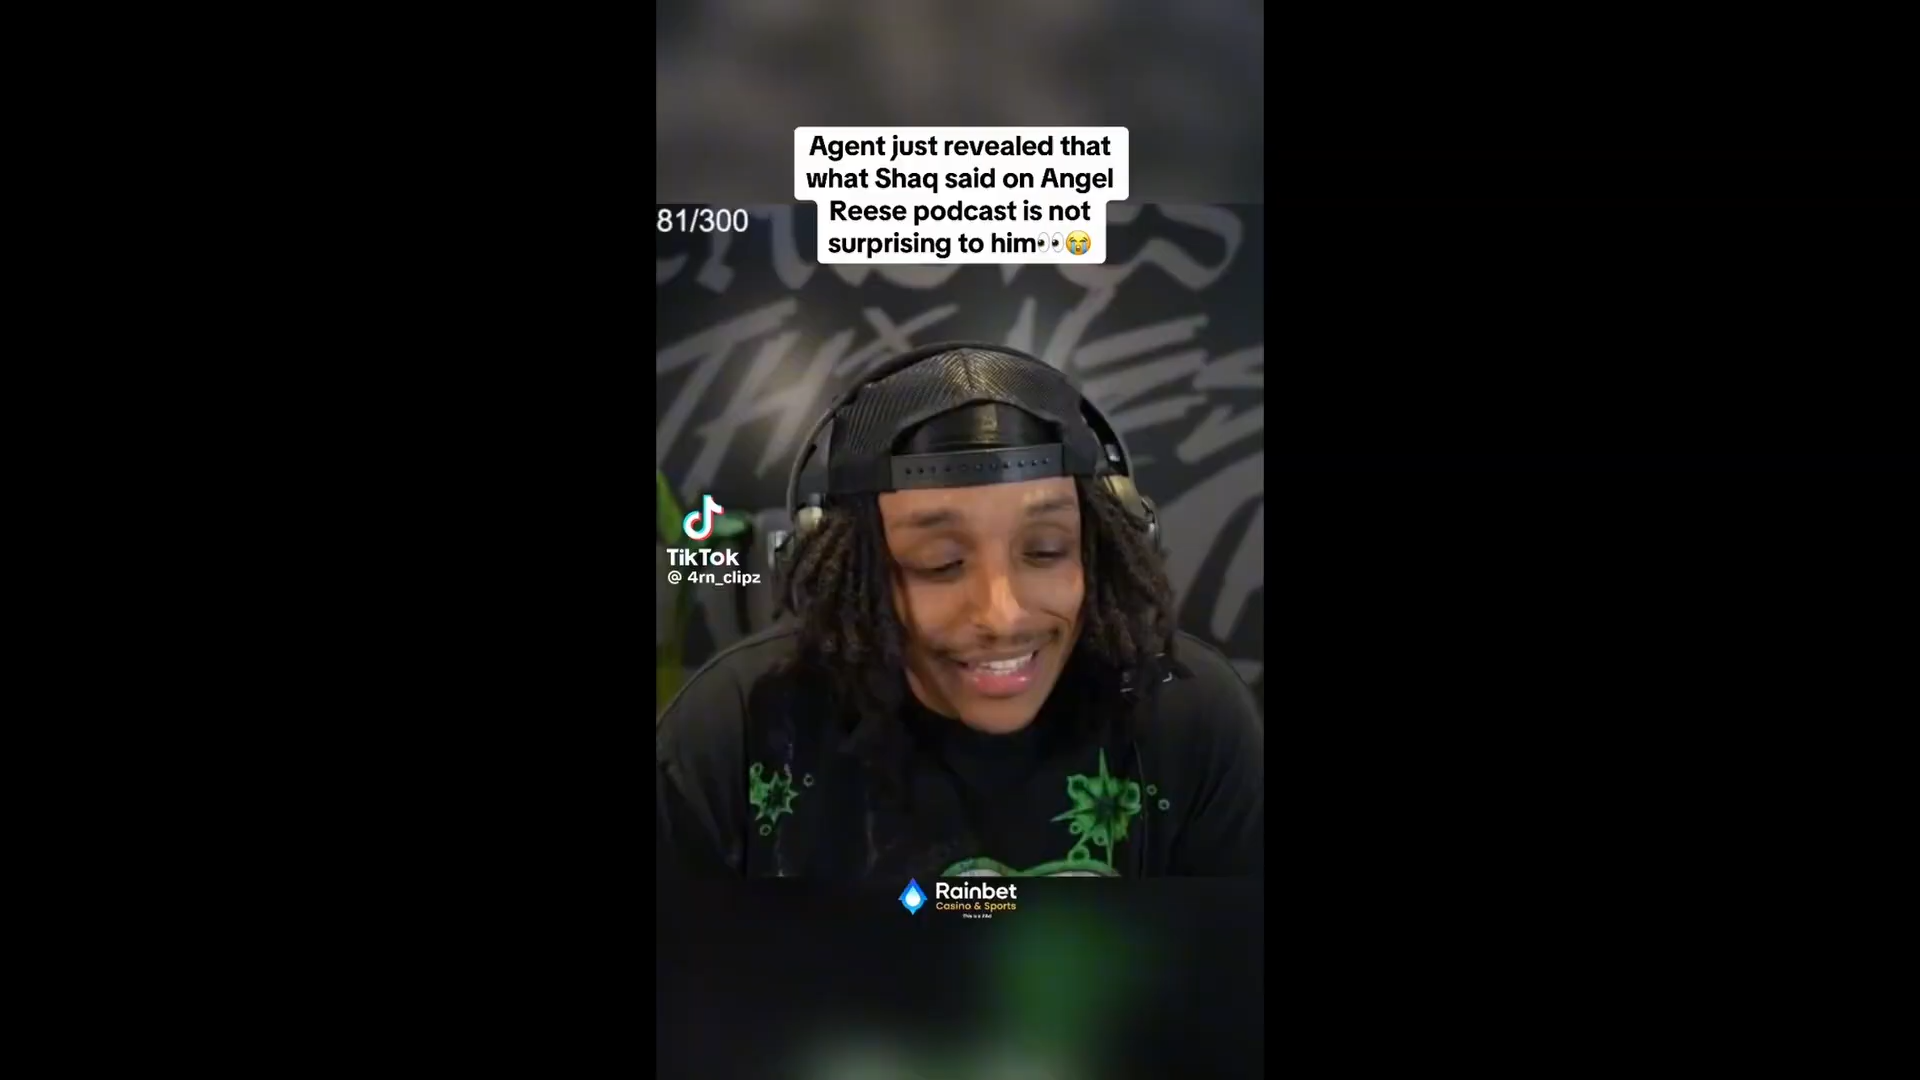 Agent just revealed that
what Shaq said on Angel
Reese podcast is not
surprising to him👀😭
81/300
THE
TikTok
@ 4rn_clipz
Rainbet
Casino & Sports